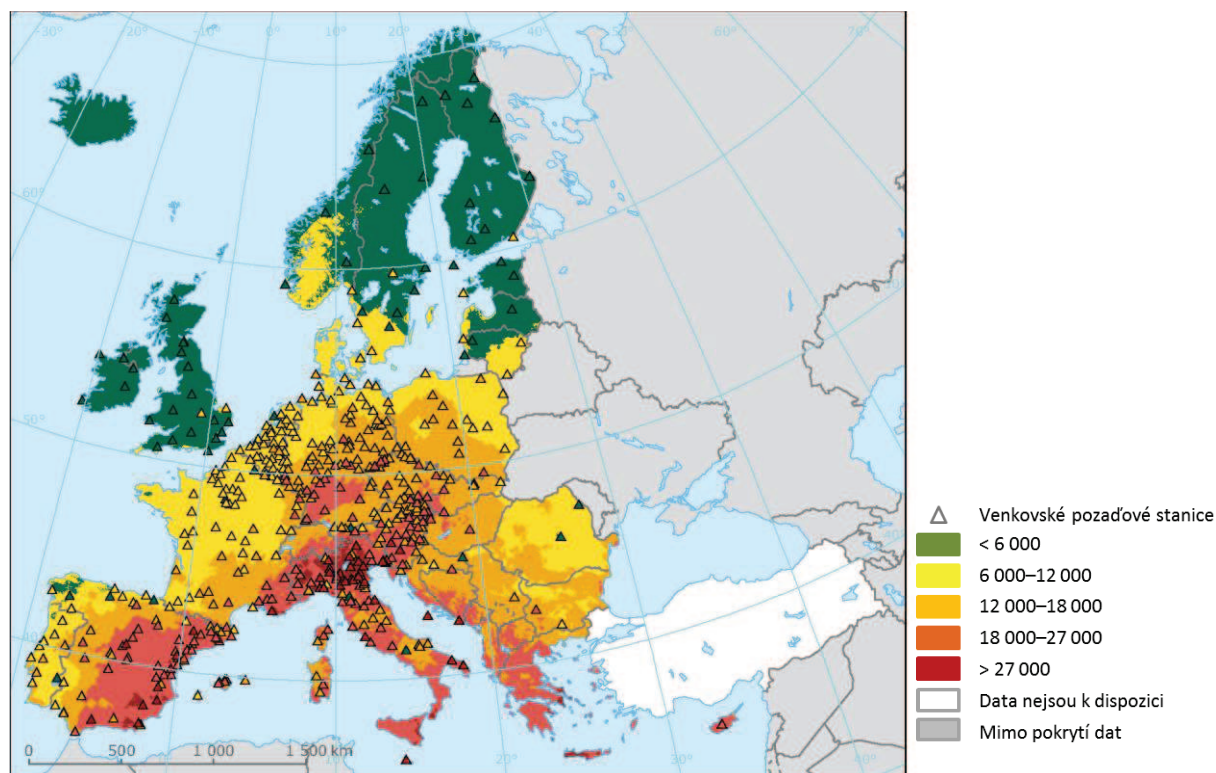 -30° -20° -10° 0° 10° 20° 30° 60° 70°
60°
50°
40°
40°
0 500 1 000 1 500 km
20° 30° 40°
Venkovské pozaďové stanice
< 6 000
6 000–12 000
12 000–18 000
18 000–27 000
> 27 000
Data nejsou k dispozici
Mimo pokrytí dat